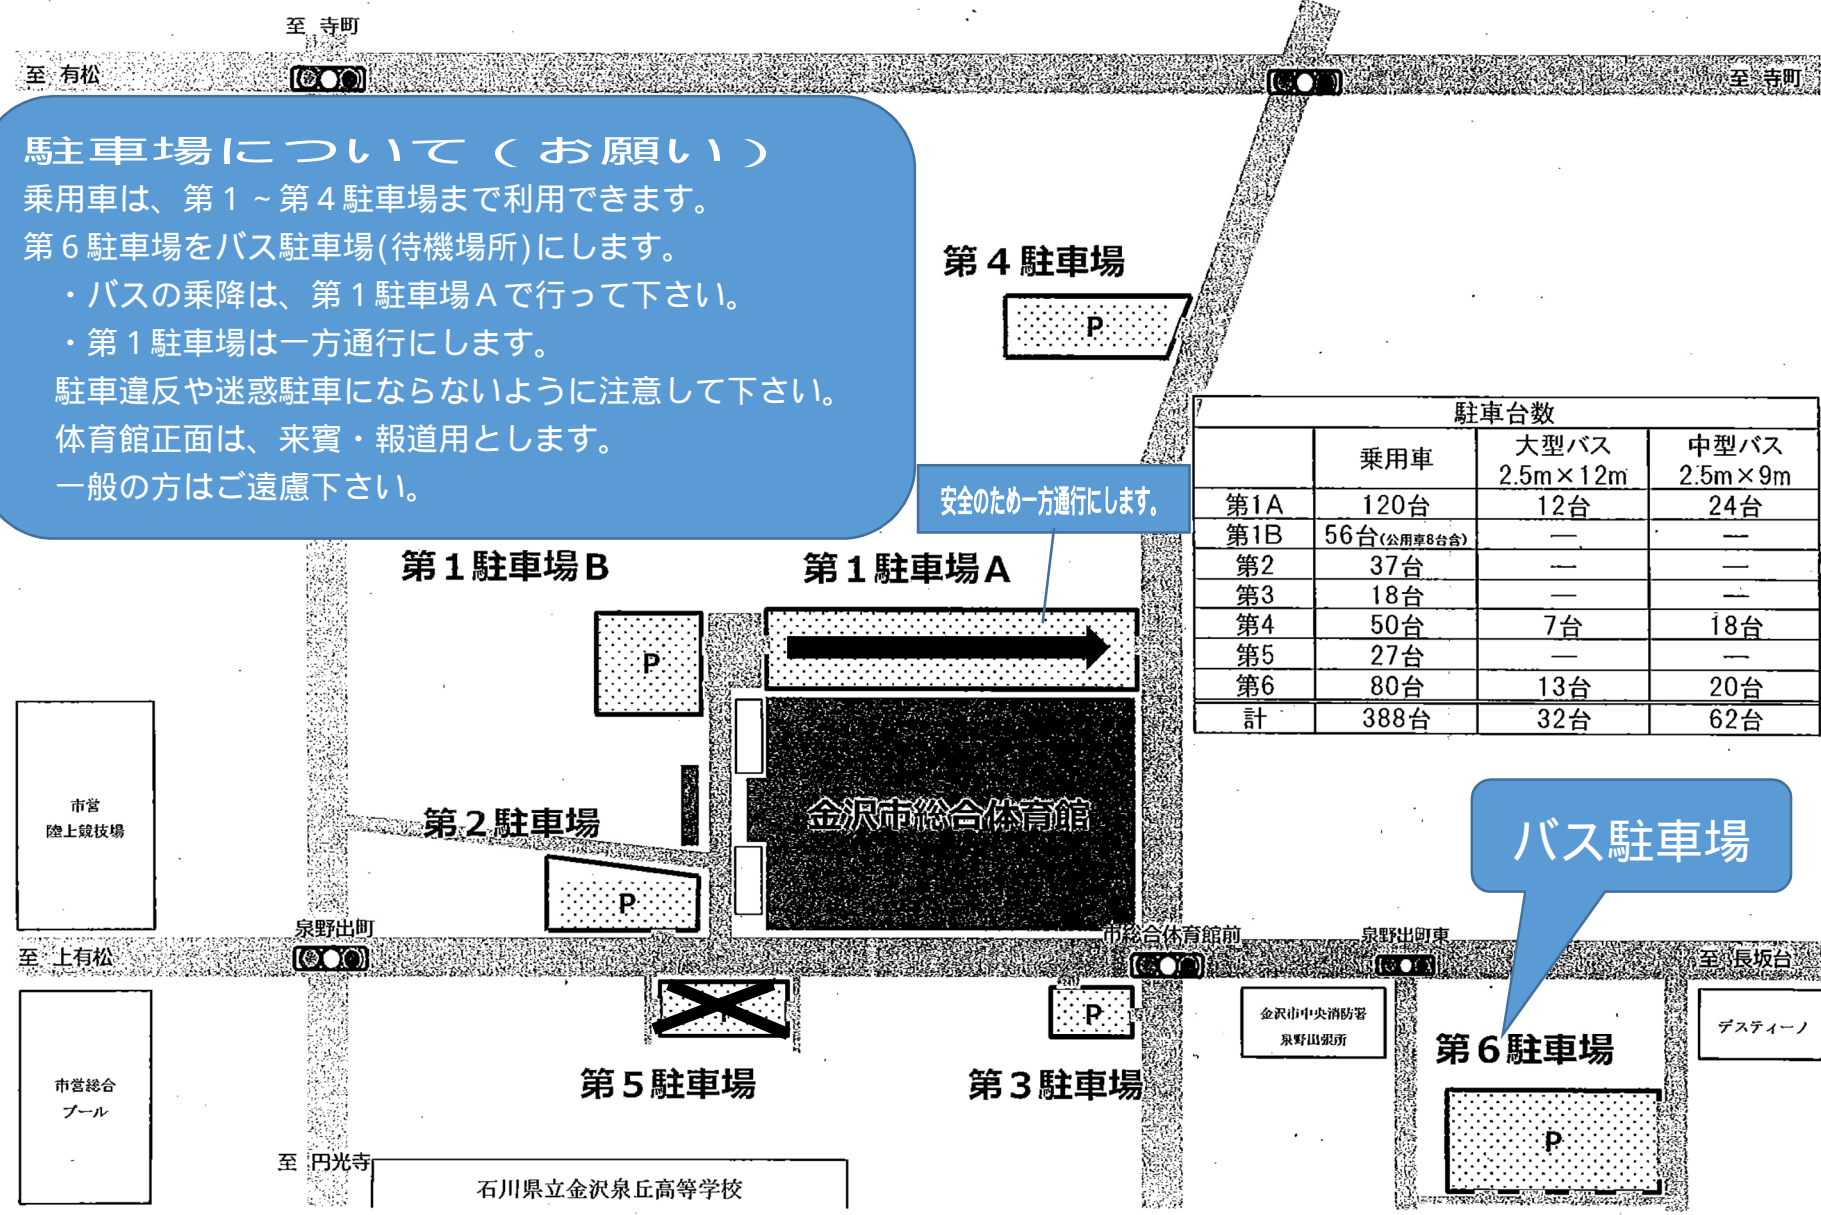 至 寺町
至 有松
至 寺町
駐車場について（お願い）
乗用車は、第１～第４駐車場まで利用できます。
第６駐車場をバス駐車場(待機場所)にします。
・バスの乗降は、第１駐車場Ａで行って下さい。
・第１駐車場は一方通行にします。
駐車違反や迷惑駐車にならないように注意して下さい。
体育館正面は、来賓・報道用とします。
一般の方はご遠慮下さい。
第４駐車場
P
駐車台数
乗用車 大型バス 2.5m×12m 中型バス 2.5m×9m
第1A 120台 12台 24台
第1B 56台(公用車8台含) — —
第2 37台 — —
第3 18台 — —
第4 50台 7台 18台
第5 27台 — —
第6 80台 13台 20台
計 388台 32台 62台
安全のため一方通行にします。
第１駐車場B
第１駐車場A
P
金沢市総合体育館
市営
陸上競技場
第２駐車場
P
バス駐車場
泉野出町
市総合体育館前
泉野出町東
至 上有松
至 長坂台
P
金沢市中央消防署
泉野出張所
デスティーノ
第６駐車場
P
第５駐車場
第３駐車場
市営総合
プール
至 円光寺
石川県立金沢泉丘高等学校